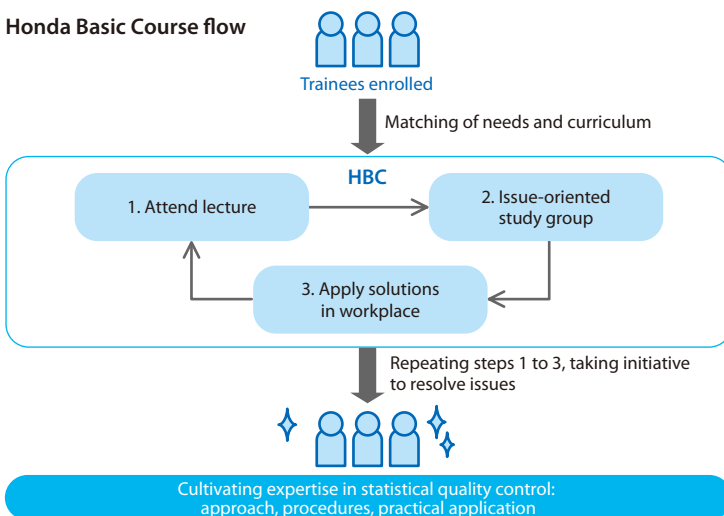 Honda Basic Course flow
Trainees enrolled
Matching of needs and curriculum
HBC
1. Attend lecture
2. Issue-oriented
study group
3. Apply solutions
in workplace
Repeating steps 1 to 3, taking initiative
to resolve issues
Cultivating expertise in statistical quality control:
approach, procedures, practical application